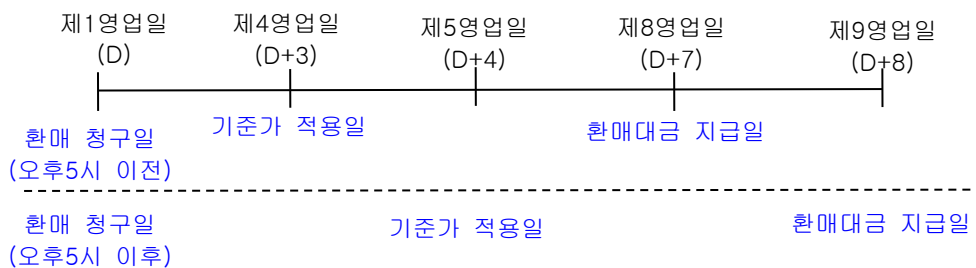 제1영업일 제4영업일 제5영업일 제8영업일 제9영업일
(D) (D+3) (D+4) (D+7) (D+8)
환매 청구일 기준가 적용일 환매대금 지급일
(오후5시 이전)
환매 청구일 기준가 적용일 환매대금 지급일
(오후5시 이후)